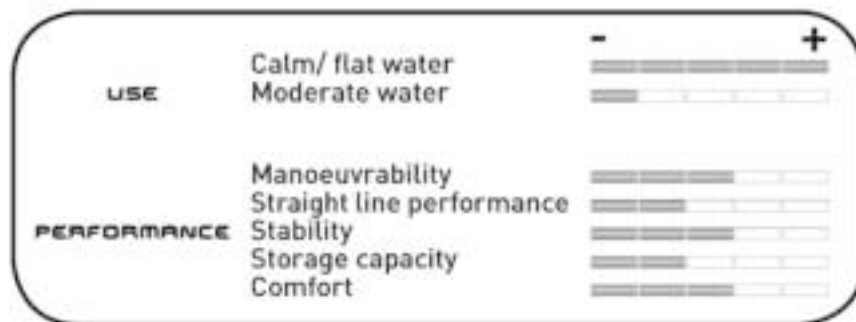 - +
Calm/ flat water
USE
Moderate water
Manoeuvrability
Straight line performance
PERFORMANCE Stability
Storage capacity
Comfort